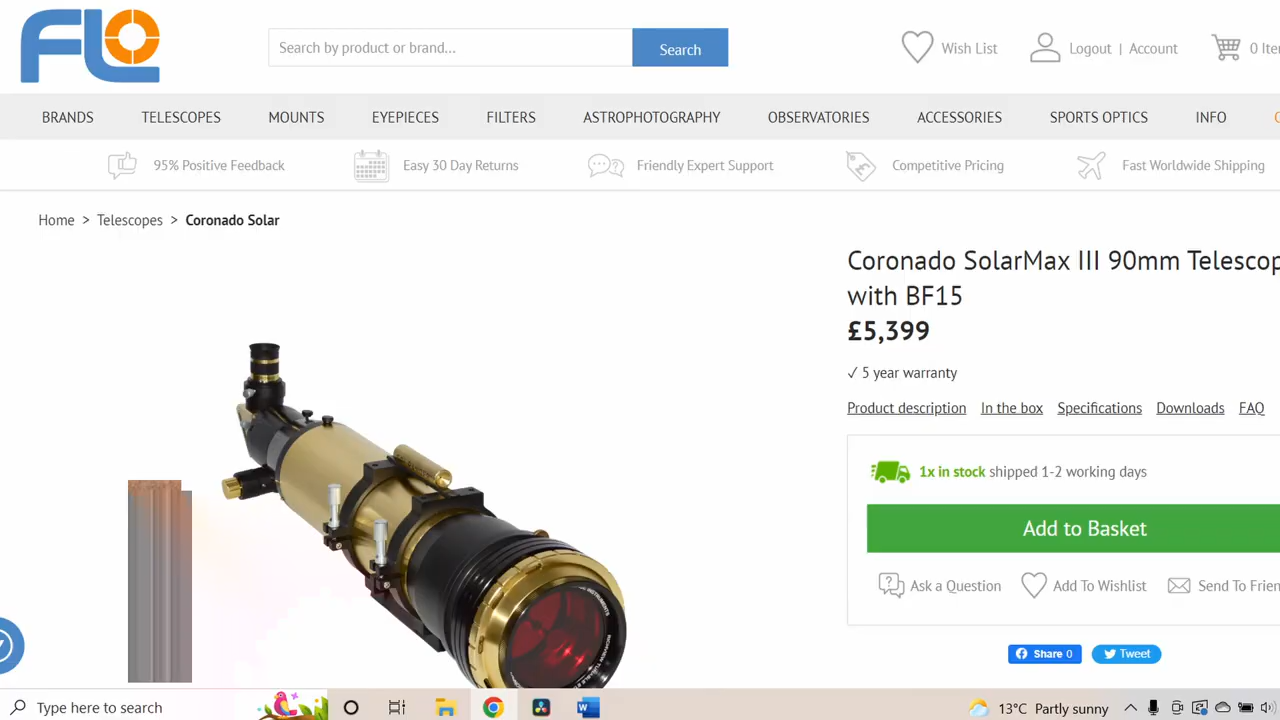 FLO
Search by product or brand...
Search
Wish List
Logout | Account
0
BRANDS
TELESCOPES
MOUNTS
EYEPIECES
FILTERS
ASTROPHOTOGRAPHY
OBSERVATORIES
ACCESSORIES
SPORTS OPTICS
INFO
95% Positive Feedback
Easy 30 Day Returns
Friendly Expert Support
Competitive Pricing
Fast Worldwide Shipping
Home > Telescopes > Coronado Solar
Coronado SolarMax III 90mm
with BF15
£5,399
✓ 5 year warranty
Product description
In the box
Specifications
Downloads
FAQ
1x in stock shipped 1-2 working days
Add to Basket
Ask a Question
Add To Wishlist
Send To
Share 0
Tweet
Type here to search
13°C Partly sunny